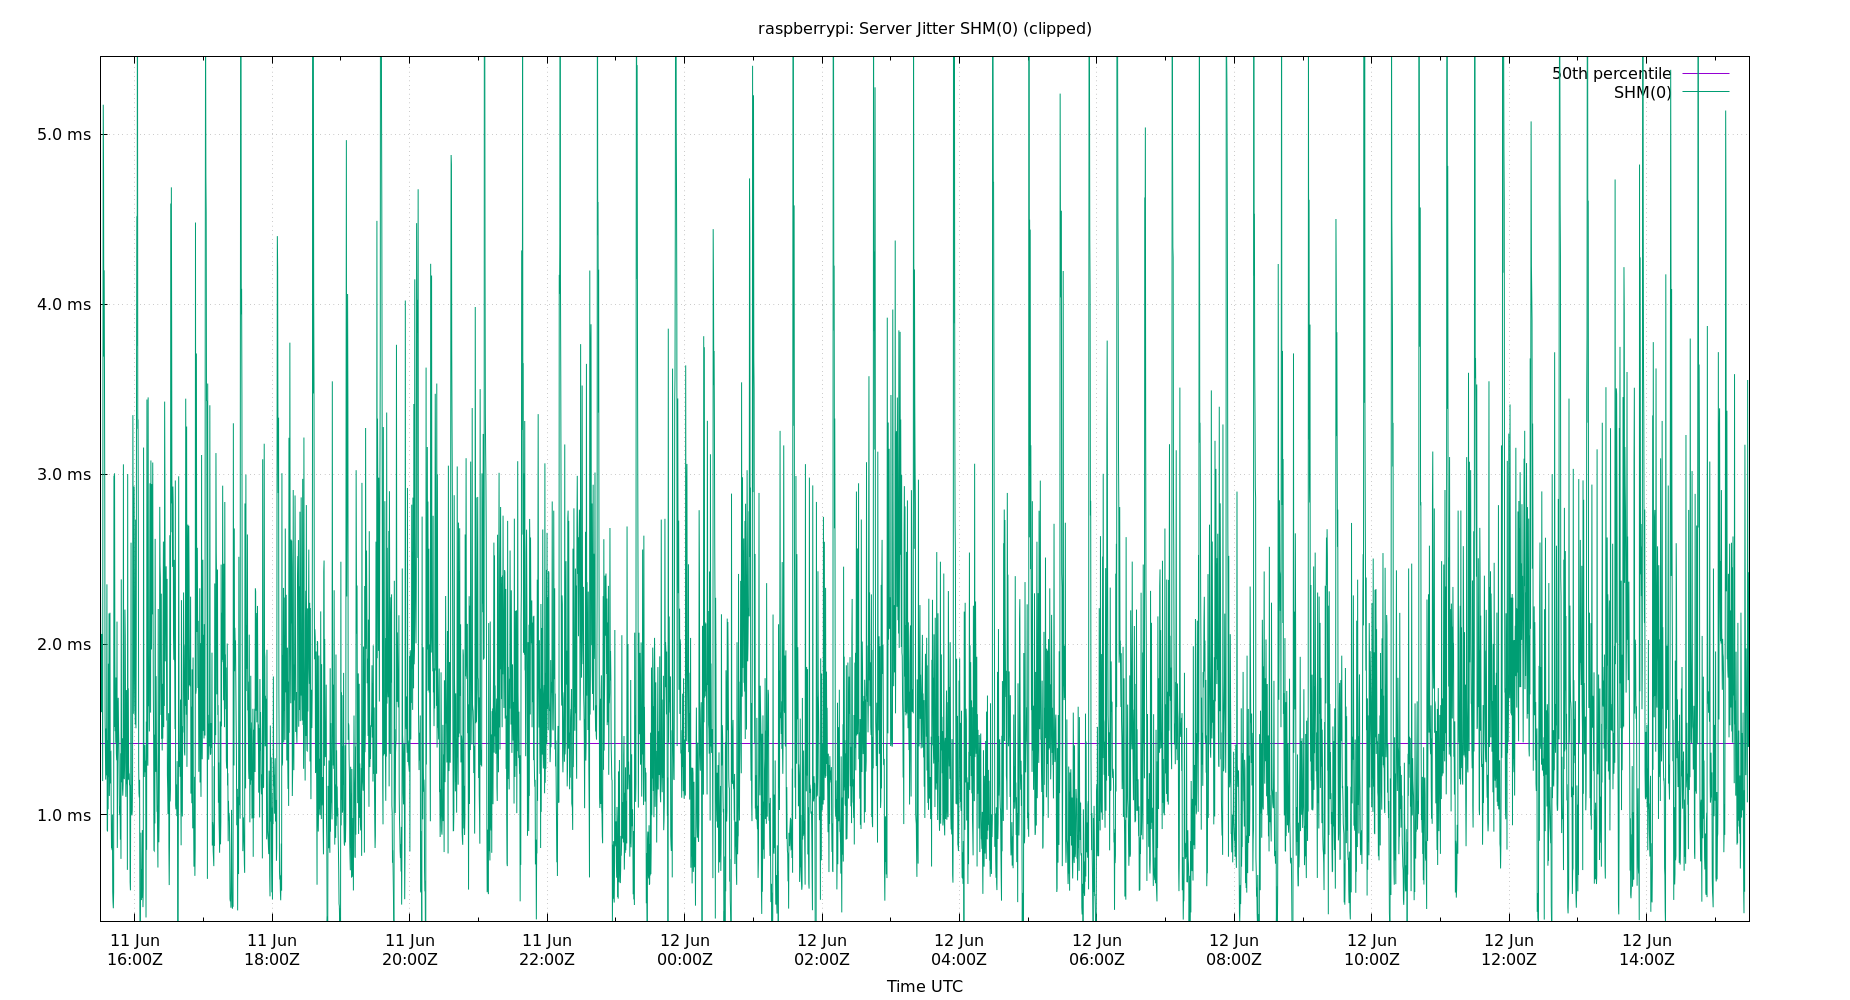 raspberrypi: Server Jitter SHM(0) (clipped)
50th percentile
SHM(0)
5.0 ms
4.0 ms
3.0 ms
2.0 ms
1.0 ms
11 Jun 11 Jun 11 Jun 11 Jun 12 Jun 12 Jun 12 Jun 12 Jun 12 Jun 12 Jun 12 Jun 12 Jun
16:00Z 18:00Z 20:00Z 22:00Z 00:00Z 02:00Z 04:00Z 06:00Z 08:00Z 10:00Z 12:00Z 14:00Z
Time UTC